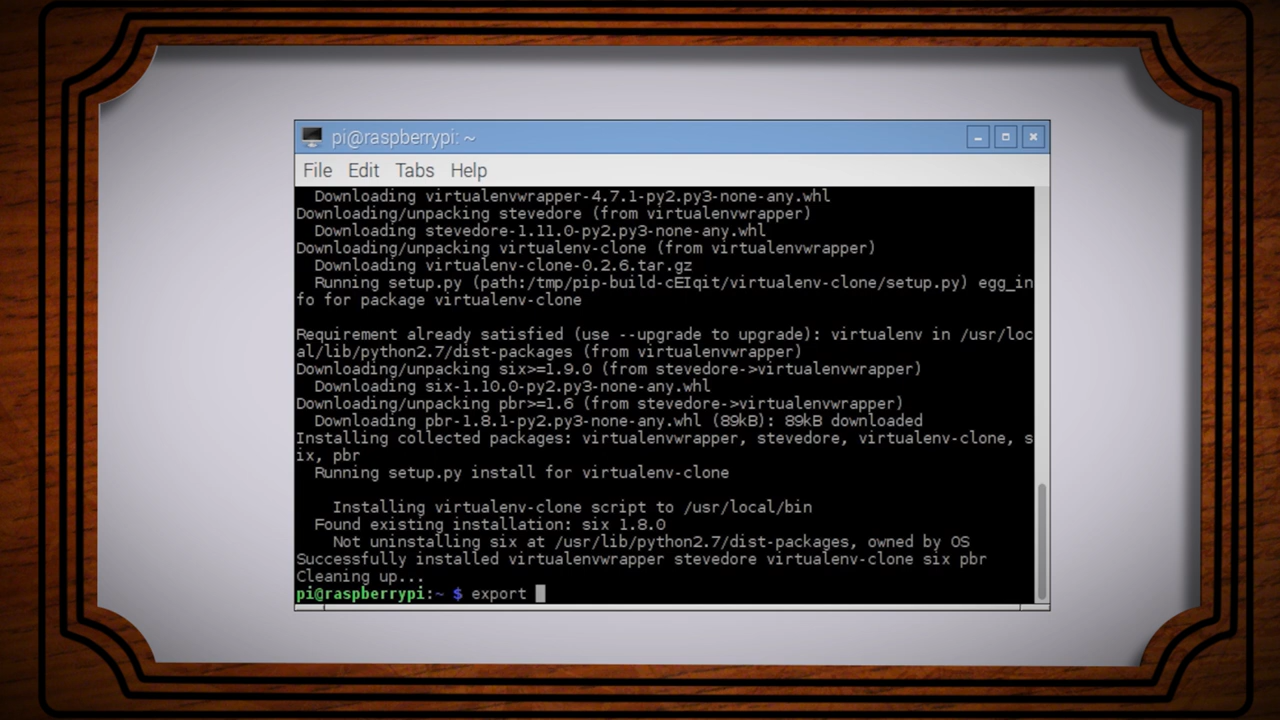 pi@raspberrypi: ~
File Edit Tabs Help
Downloading virtualenvwrapper-4.7.1-py2.py3-none-any.whl
Downloading/unpacking stevedore (from virtualenvwrapper)
Downloading stevedore-1.11.0-py2.py3-none-any.whl
Downloading/unpacking virtualenv-clone (from virtualenvwrapper)
Downloading virtualenv-clone-0.2.6.tar.gz
Running setup.py (path:/tmp/pip-build-cEIqit/virtualenv-clone/setup.py) egg_in
fo for package virtualenv-clone
Requirement already satisfied (use --upgrade to upgrade): virtualenv in /usr/loc
al/lib/python2.7/dist-packages (from virtualenvwrapper)
Downloading/unpacking six>=1.9.0 (from stevedore->virtualenvwrapper)
Downloading six-1.10.0-py2.py3-none-any.whl
Downloading/unpacking pbr>=1.6 (from stevedore->virtualenvwrapper)
Downloading pbr-1.8.1-py2.py3-none-any.whl (89kB): 89kB downloaded
Installing collected packages: virtualenvwrapper, stevedore, virtualenv-clone, s
ix, pbr
Running setup.py install for virtualenv-clone
Installing virtualenv-clone script to /usr/local/bin
Found existing installation: six 1.8.0
Not uninstalling six at /usr/lib/python2.7/dist-packages, owned by OS
Successfully installed virtualenvwrapper stevedore virtualenv-clone six pbr
Cleaning up...
pi@raspberrypi:~ $ export